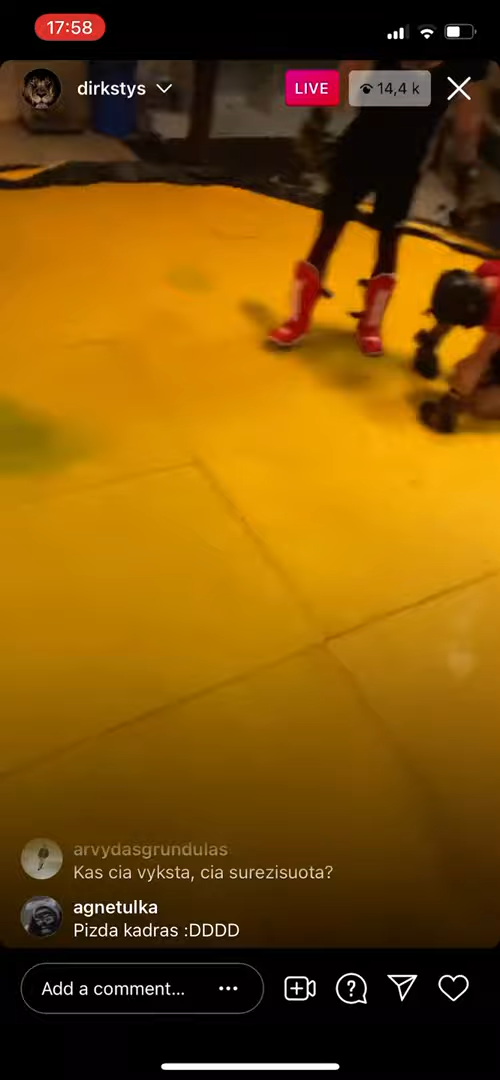 17:58
dirkstys
LIVE
14,4 k
arvydasgrundulas
Kas cia vyksta, cia surezisuota?
agnetulka
Pizda kadras :DDDD
Add a comment...